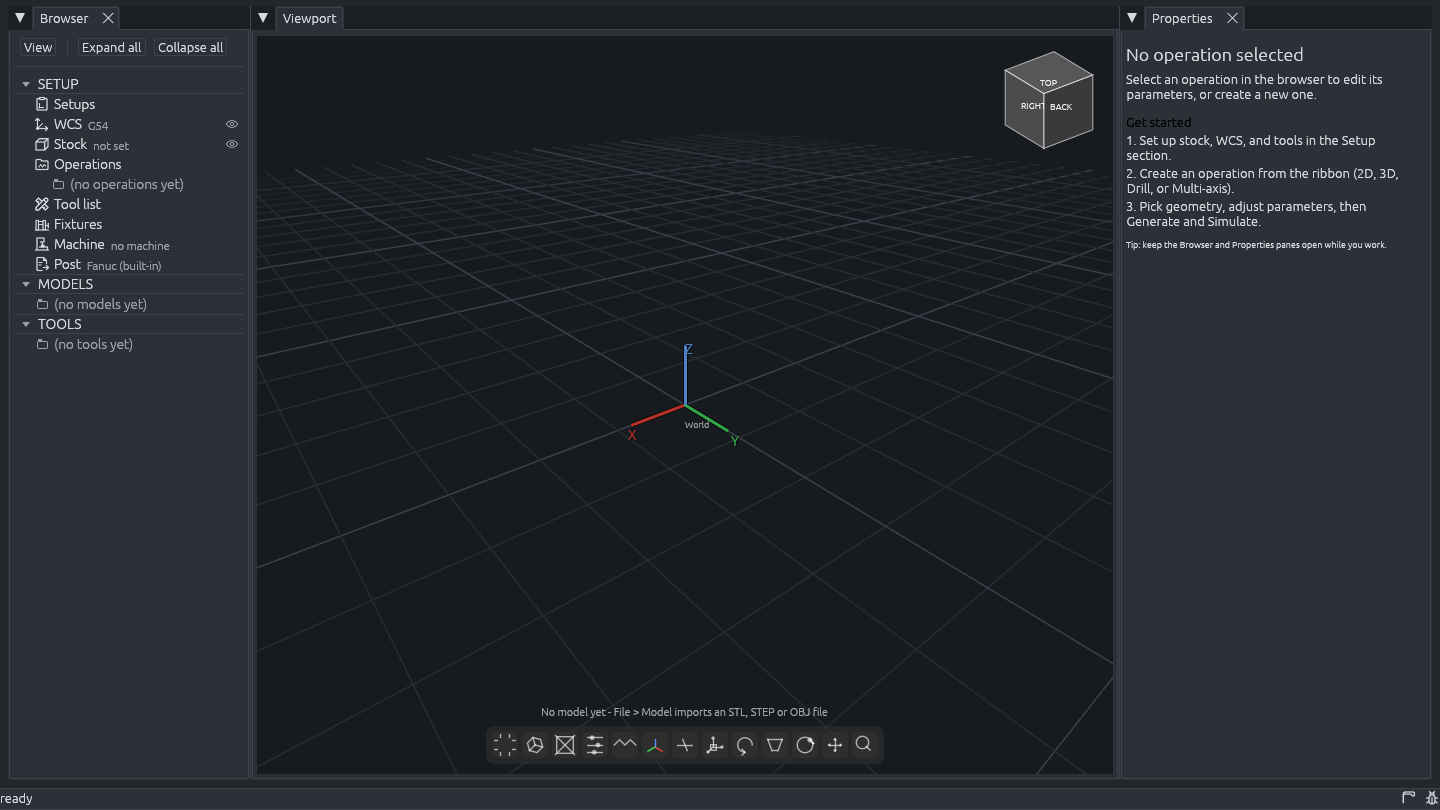 Browser
View
Expand all
Collapse all
SETUP
Setups
WCS G54
Stock not set
Operations
(no operations yet)
Tool list
Fixtures
Machine no machine
Post Fanuc (built-in)
MODELS
(no models yet)
TOOLS
(no tools yet)
Viewport
TOP
RIGHT
BACK
Z
X
World
Y
No model yet - File > Model imports an STL, STEP or OBJ file
Properties
No operation selected
Select an operation in the browser to edit its
parameters, or create a new one.
Get started
1. Set up stock, WCS, and tools in the Setup
section.
2. Create an operation from the ribbon (2D, 3D,
Drill, or Multi-axis).
3. Pick geometry, adjust parameters, then
Generate and Simulate.
Tip: keep the Browser and Properties panes open while you work.
ready